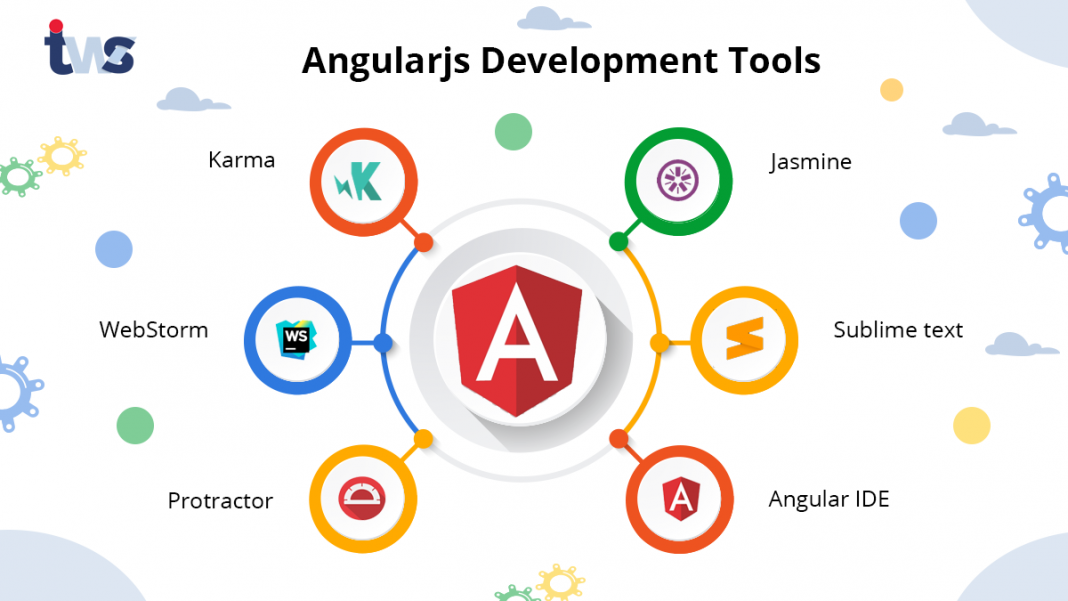 tws
Angularjs Development Tools
Karma
Jasmine
K
WebStorm
WS
Sublime text
A
Protractor
Angular IDE
A